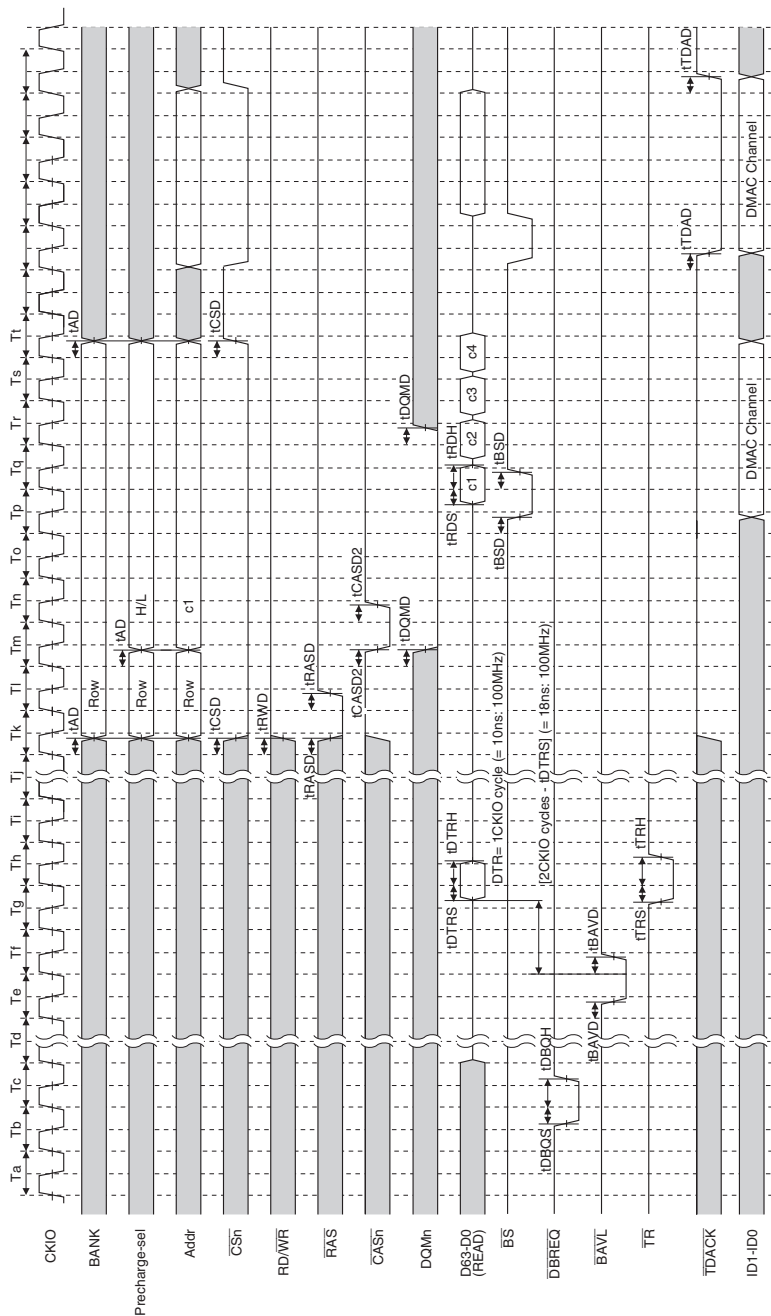 Ta Tb Tc Td Te Tf Tg Th Ti Tj Tk Tl Tm Tn To Tp Tq Tr Ts Tt
CKIO
BANK
tAD
Row
tAD
Precharge-sel
Row
tAD
H/L
Addr
Row
c1
CSn
tCSD
tCSD
RD/WR
tRWD
RAS
tRASD
tRASD
CASn
tCASD2
tCASD2
DQMn
tDQMD
tDQMD
D63-D0
(READ)
tDTRS
tDTRH
tRDS
tRDH
c1
c2
c3
c4
DTR= 1CKIO cycle (= 10ns: 100MHz)
BS
tBSD
tBSD
[2CKIO cycles - tDTRS] (= 18ns: 100MHz)
DBREQ
tDBQS
tDBQH
BAVL
tBAVD
tBAVD
TR
tTRS
tTRH
TDACK
tTDAD
tTDAD
ID1-ID0
DMAC Channel
DMAC Channel